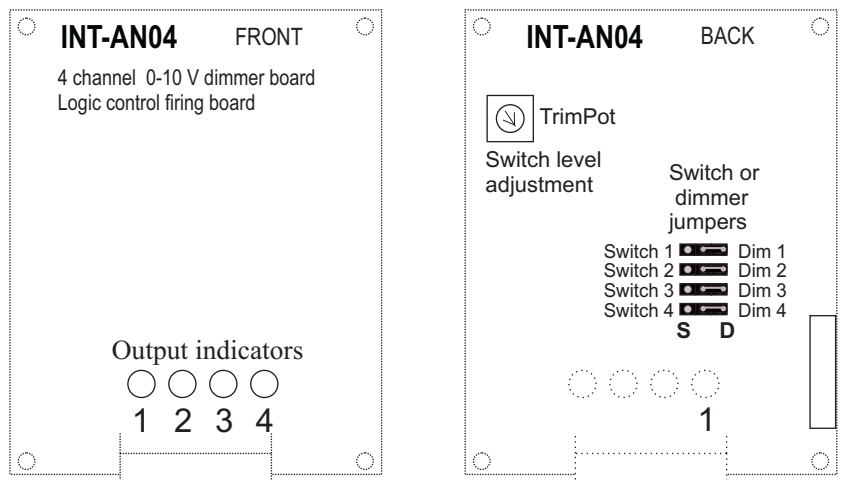 INT-AN04 FRONT
4 channel 0-10 V dimmer board
Logic control firing board
Output indicators
1 2 3 4
INT-AN04 BACK
TrimPot
Switch level
adjustment
Switch or
dimmer
jumpers
Switch 1 Dim 1
Switch 2 Dim 2
Switch 3 Dim 3
Switch 4 Dim 4
S D
1